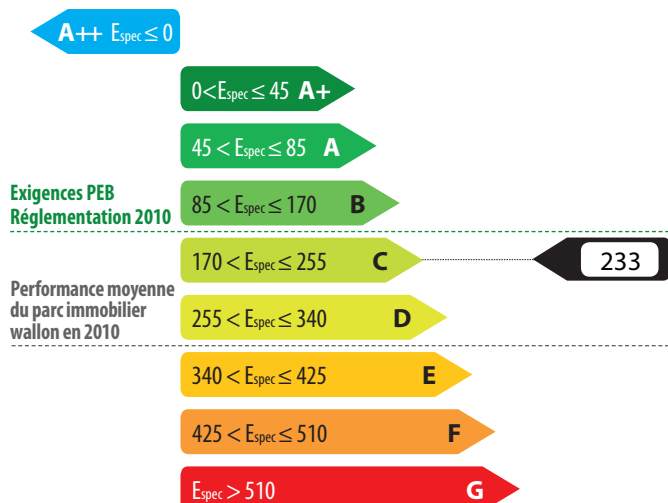 A++ Espec ≤ 0
0<Espec ≤ 45 A+
45 < Espec ≤ 85 A
Exigences PEB
Réglementation 2010
85 < Espec ≤ 170 B
170 < Espec ≤ 255 C
233
Performance moyenne
du parc immobilier
wallon en 2010
255 < Espec ≤ 340 D
340 < Espec ≤ 425 E
425 < Espec ≤ 510 F
Espec > 510 G